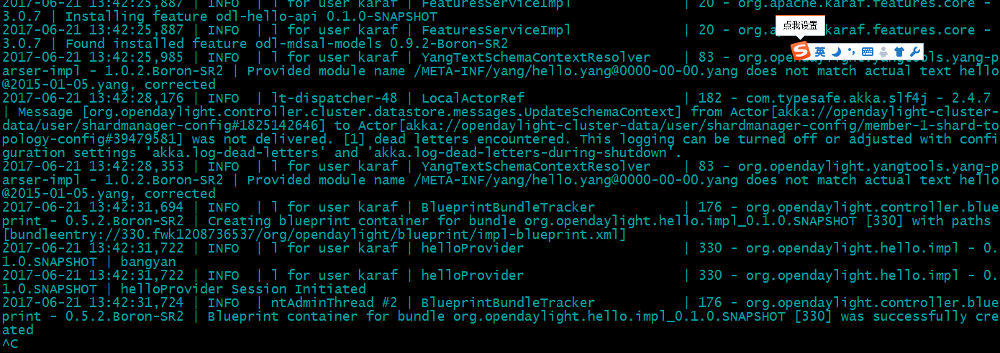 2017-06-21 13:42:25,887 | INFO  | l for user karaf | FeaturesServiceImpl              | 20 - org.apache.karaf.features.core -
3.0.7 | Installing feature odl-hello-api 0.1.0-SNAPSHOT
2017-06-21 13:42:25,887 | INFO  | l for user karaf | FeaturesServiceImpl              | 20 - org.apache.karaf.features.core -
3.0.7 | Found installed feature odl-mdsal-models 0.9.2-Boron-SR2
2017-06-21 13:42:25,985 | INFO  | l for user karaf | YangTextSchemaContextResolver    | 83 - org.opendaylight.yangtools.yang-p
arser-impl - 1.0.2.Boron-SR2 | Provided module name /META-INF/yang/hello.yang@0000-00-00.yang does not match actual text hello
@2015-01-05.yang, corrected
2017-06-21 13:42:28,176 | INFO  | lt-dispatcher-48 | LocalActorRef                    | 182 - com.typesafe.akka.slf4j - 2.4.7
| Message [org.opendaylight.controller.cluster.datastore.messages.UpdateSchemaContext] from Actor[akka://opendaylight-cluster-
data/user/shardmanager-config#1825142646] to Actor[akka://opendaylight-cluster-data/user/shardmanager-config/member-1-shard-to
pology-config#39479581] was not delivered. [1] dead letters encountered. This logging can be turned off or adjusted with confi
guration settings 'akka.log-dead-letters' and 'akka.log-dead-letters-during-shutdown'.
2017-06-21 13:42:28,353 | INFO  | l for user karaf | YangTextSchemaContextResolver    | 83 - org.opendaylight.yangtools.yang-p
arser-impl - 1.0.2.Boron-SR2 | Provided module name /META-INF/yang/hello.yang@0000-00-00.yang does not match actual text hello
@2015-01-05.yang, corrected
2017-06-21 13:42:31,694 | INFO  | l for user karaf | BlueprintBundleTracker           | 176 - org.opendaylight.controller.blue
print - 0.5.2.Boron-SR2 | Creating blueprint container for bundle org.opendaylight.hello.impl_0.1.0.SNAPSHOT [330] with paths
[bundleentry://330.fwk1208736537/org/opendaylight/blueprint/impl-blueprint.xml]
2017-06-21 13:42:31,722 | INFO  | l for user karaf | helloProvider                    | 330 - org.opendaylight.hello.impl - 0.
1.0.SNAPSHOT | bangyan
2017-06-21 13:42:31,722 | INFO  | l for user karaf | helloProvider                    | 330 - org.opendaylight.hello.impl - 0.
1.0.SNAPSHOT | helloProvider Session Initiated
2017-06-21 13:42:31,724 | INFO  | ntAdminThread #2 | BlueprintBundleTracker           | 176 - org.opendaylight.controller.blue
print - 0.5.2.Boron-SR2 | Blueprint container for bundle org.opendaylight.hello.impl_0.1.0.SNAPSHOT [330] was successfully cre
ated
^C
点我设置
S 英